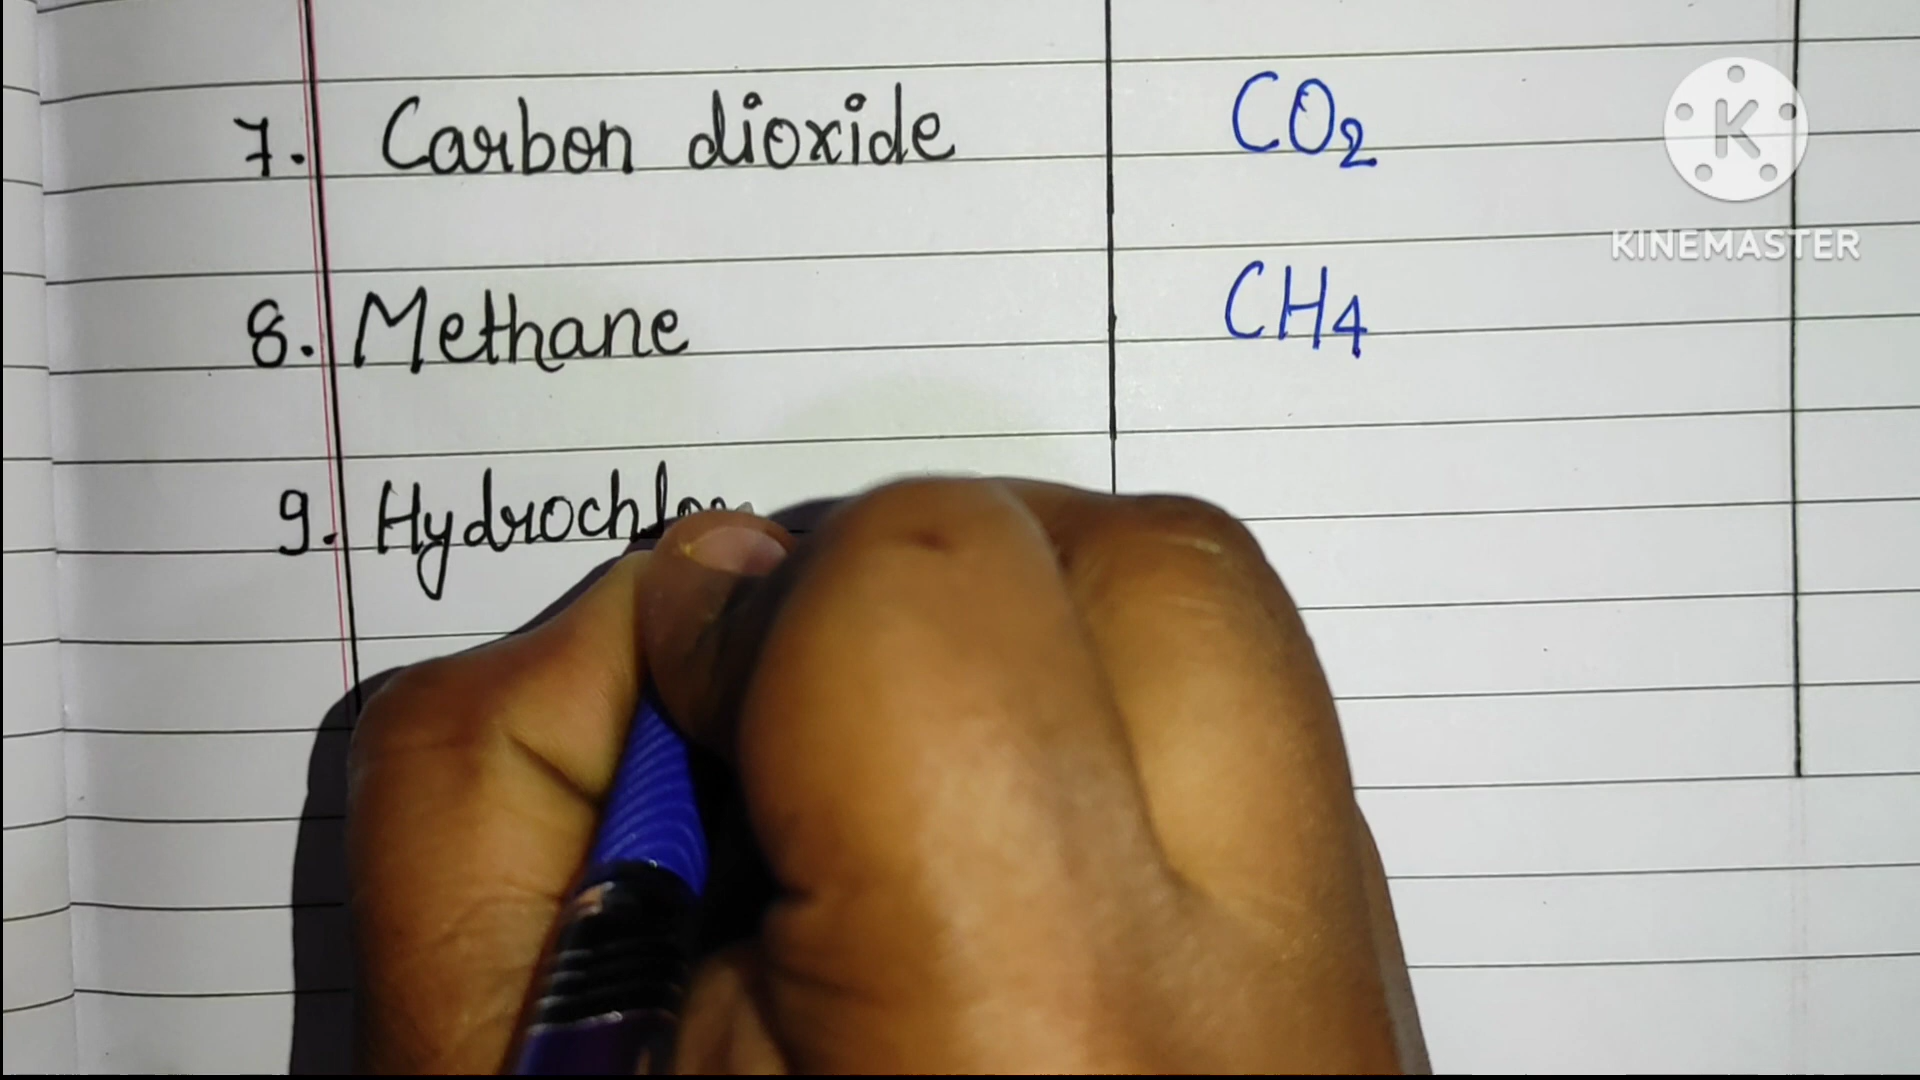 7. Carbon dioxide CO₂
8. Methane CH₄
9. Hydrochlo
KINEMASTER